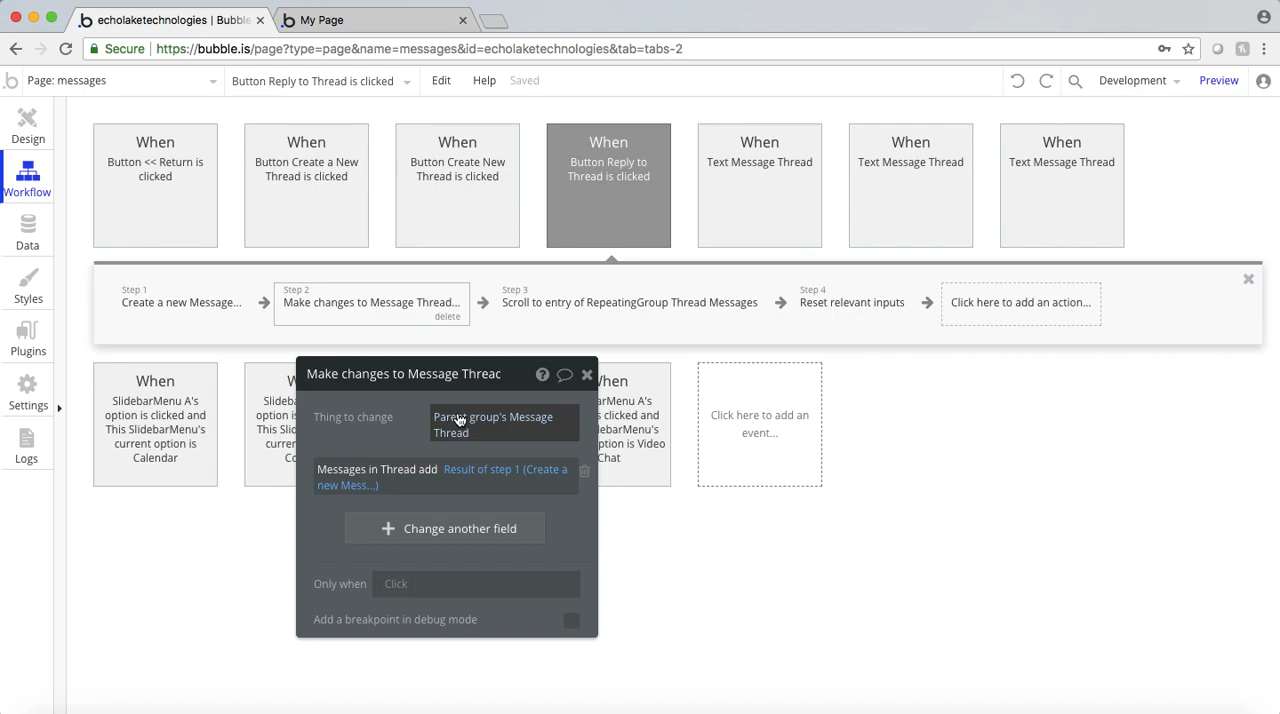 echolaketechnologies | Bubble
My Page
Secure https://bubble.is/page?type=page&name=messages&id=echolaketechnologies&tab=tabs-2
Page: messages
Button Reply to Thread is clicked
Edit
Help
Saved
Development
Preview
Design
Workflow
Data
Styles
Plugins
Settings
Logs
When
Button << Return is
clicked
When
Button Create a New
Thread is clicked
When
Button Create New
Thread is clicked
When
Button Reply to
Thread is clicked
When
Text Message Thread
When
Text Message Thread
When
Text Message Thread
Step 1
Create a new Message...
Step 2
Make changes to Message Thread...
delete
Step 3
Scroll to entry of RepeatingGroup Thread Messages
Step 4
Reset relevant inputs
Click here to add an action...
When
SlidebarMenu A's
option is clicked and
This SlidebarMenu's
current option is
Calendar
Click here to add an
event...
Make changes to Message Threac
Thing to change
Parent group's Message
Thread
Messages in Thread add Result of step 1 (Create a
new Mess...)
+ Change another field
Only when
Click
Add a breakpoint in debug mode